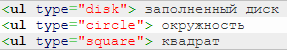 <ul type="disk"> заполненный диск
<ul type="circle"> окружность
<ul type="square"> квадрат